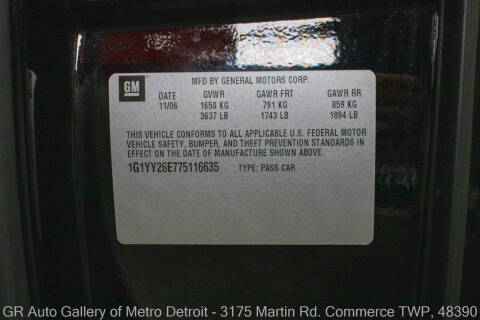 GM
MFD BY GENERAL MOTORS CORP.
DATE GVWR GAWR FRT GAWR RR
11/06 1650 KG 791 KG 859 KG
3637 LB 1743 LB 1894 LB
THIS VEHICLE CONFORMS TO ALL APPLICABLE U.S. FEDERAL MOTOR
VEHICLE SAFETY, BUMPER, AND THEFT PREVENTION STANDARDS IN
EFFECT ON THE DATE OF MANUFACTURE SHOWN ABOVE.
1G1YY26E775116635 TYPE: PASS CAR
GR Auto Gallery of Metro Detroit - 3175 Martin Rd. Commerce TWP, 48390